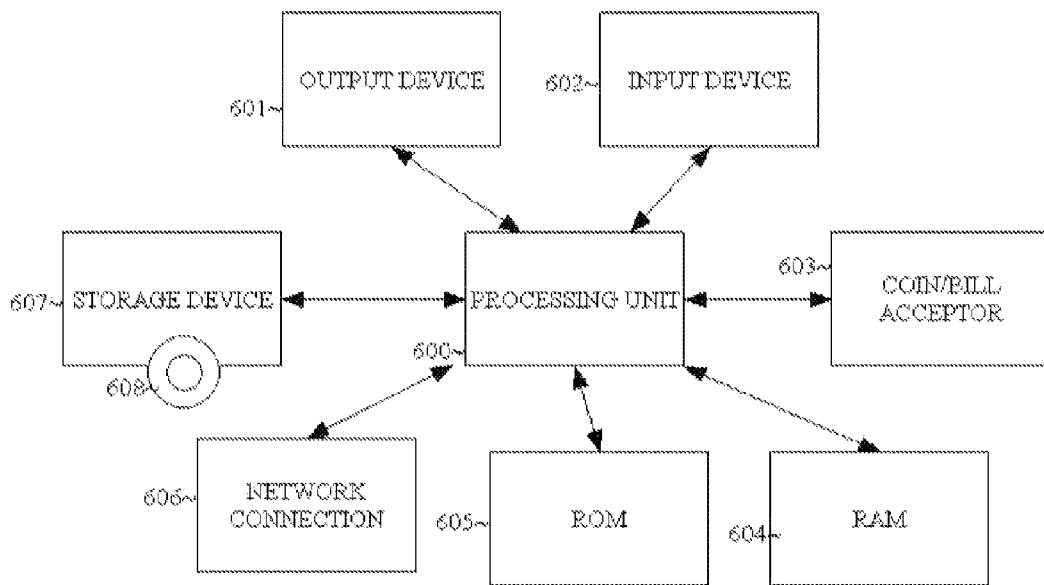 OUTPUT DEVICE
601
INPUT DEVICE
602
STORAGE DEVICE
607
608
PROCESSING UNIT
600
603
COIN/BILL
ACCEPTOR
606
NETWORK
CONNECTION
605
ROM
604
RAM